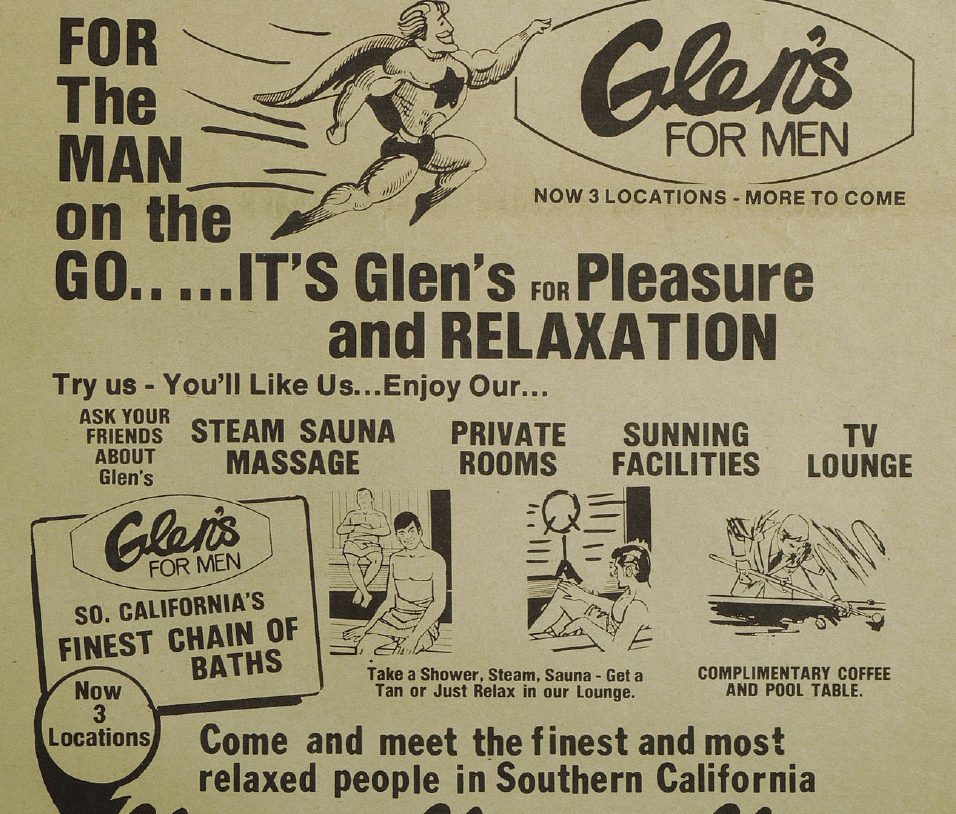 FOR
The
MAN
on the
GO.. ...IT'S Glen's FOR Pleasure
and RELAXATION
Glen's
FOR MEN
NOW 3 LOCATIONS - MORE TO COME
Try us - You'll Like Us...Enjoy Our...
ASK YOUR
FRIENDS
ABOUT
Glen's
STEAM SAUNA
MASSAGE
PRIVATE
ROOMS
SUNNING
FACILITIES
TV
LOUNGE
Glen's
FOR MEN
SO. CALIFORNIA'S
FINEST CHAIN OF
BATHS
Now
3
Locations
Take a Shower, Steam, Sauna - Get a
Tan or Just Relax in our Lounge.
COMPLIMENTARY COFFEE
AND POOL TABLE.
Come and meet the finest and most
relaxed people in Southern California